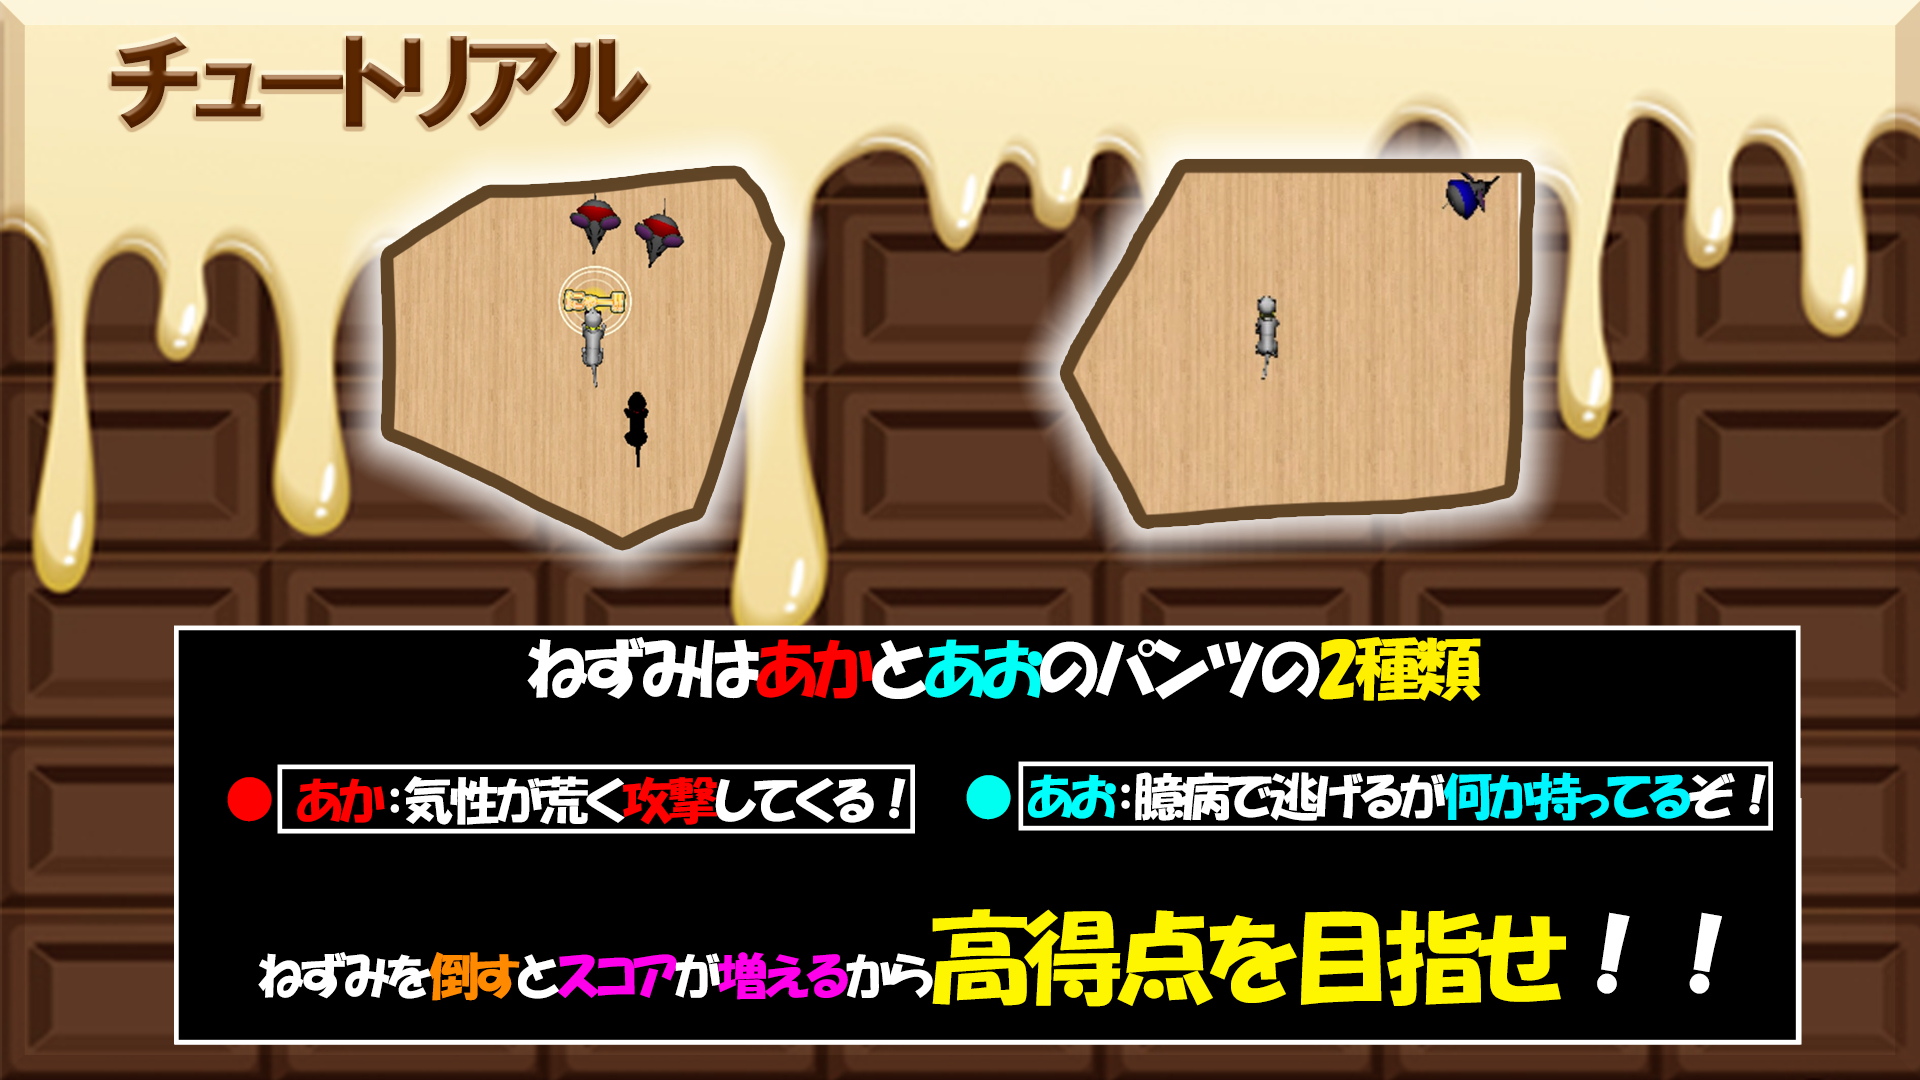 チュートリアル
ねずみはあかとあおのパンツの2種類
あか:気性が荒く攻撃してくる！
あお:臆病で逃げるが何か持ってるぞ！
ねずみを倒すとスコアが増えるから高得点を目指せ！！